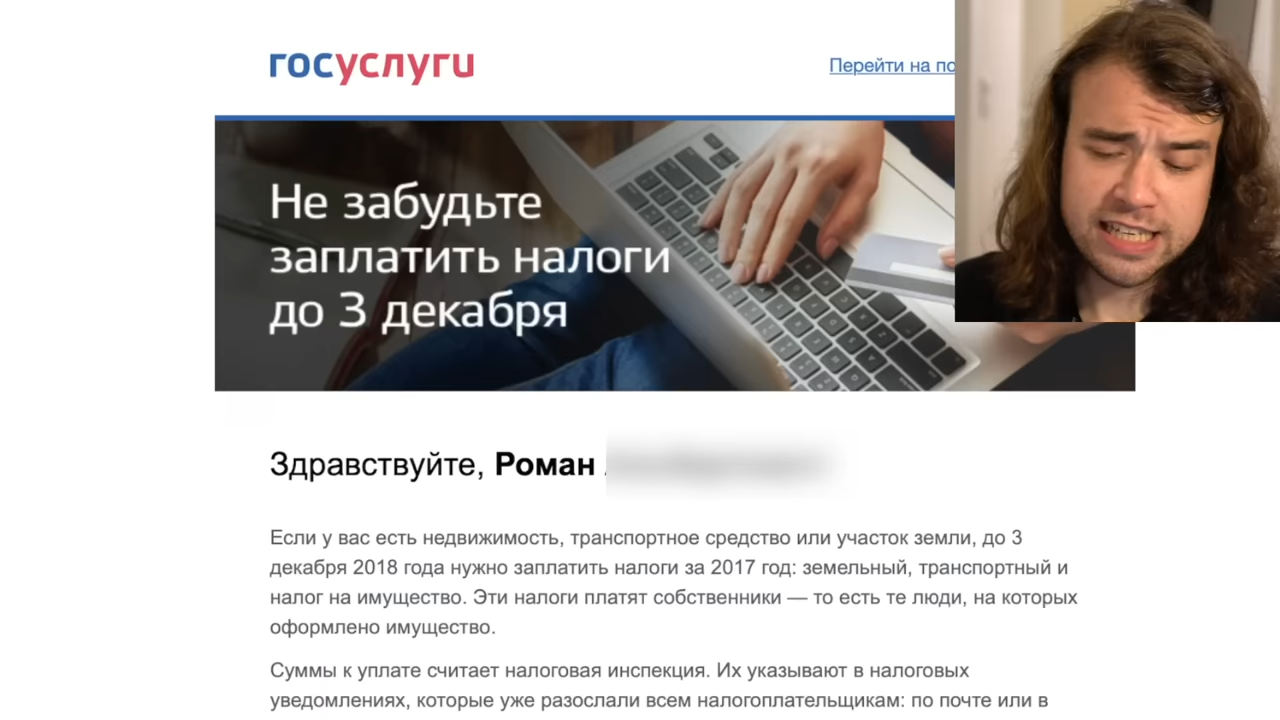 госуслуги
Перейти на по
Не забудьте
заплатить налоги
до 3 декабря
Здравствуйте, Роман
Если у вас есть недвижимость, транспортное средство или участок земли, до 3
декабря 2018 года нужно заплатить налоги за 2017 год: земельный, транспортный и
налог на имущество. Эти налоги платят собственники — то есть те люди, на которых
оформлено имущество.
Суммы к уплате считает налоговая инспекция. Их указывают в налоговых
уведомлениях, которые уже разослали всем налогоплательщикам: по почте или в